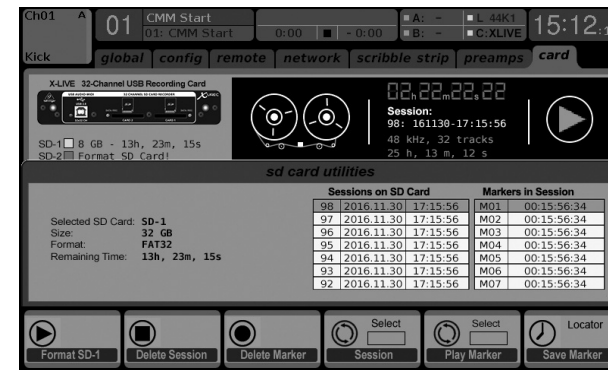 Ch01 A
Kick
01
CMM Start
01: CMM Start
0:00 - 0:00
A: -
B: -
L 44K1
C:XLIVE
15:12:
global config remote network scribble strip preamps card
X-LIVE 32-Channel USB Recording Card
SD-1 8 GB - 13h, 23m, 15s
SD-2 Format SD Card!
02h 22m 22s 22
Session:
98: 161130-17:15:56
48 kHz, 32 tracks
25 h, 13 m, 12 s
sd card utilities
Selected SD Card: SD-1
Size: 32 GB
Format: FAT32
Remaining Time: 13h, 23m, 15s
Sessions on SD Card
98 2016.11.30 17:15:56
97 2016.11.30 17:15:56
96 2016.11.30 17:15:56
95 2016.11.30 17:15:56
94 2016.11.30 17:15:56
93 2016.11.30 17:15:56
92 2016.11.30 17:15:56
Markers in Session
M01 00:15:56:34
M02 00:15:56:34
M03 00:15:56:34
M04 00:15:56:34
M05 00:15:56:34
M06 00:15:56:34
M07 00:15:56:34
Format SD-1
Delete Session
Delete Marker
Select
Session
Select
Play Marker
Locator
Save Marker